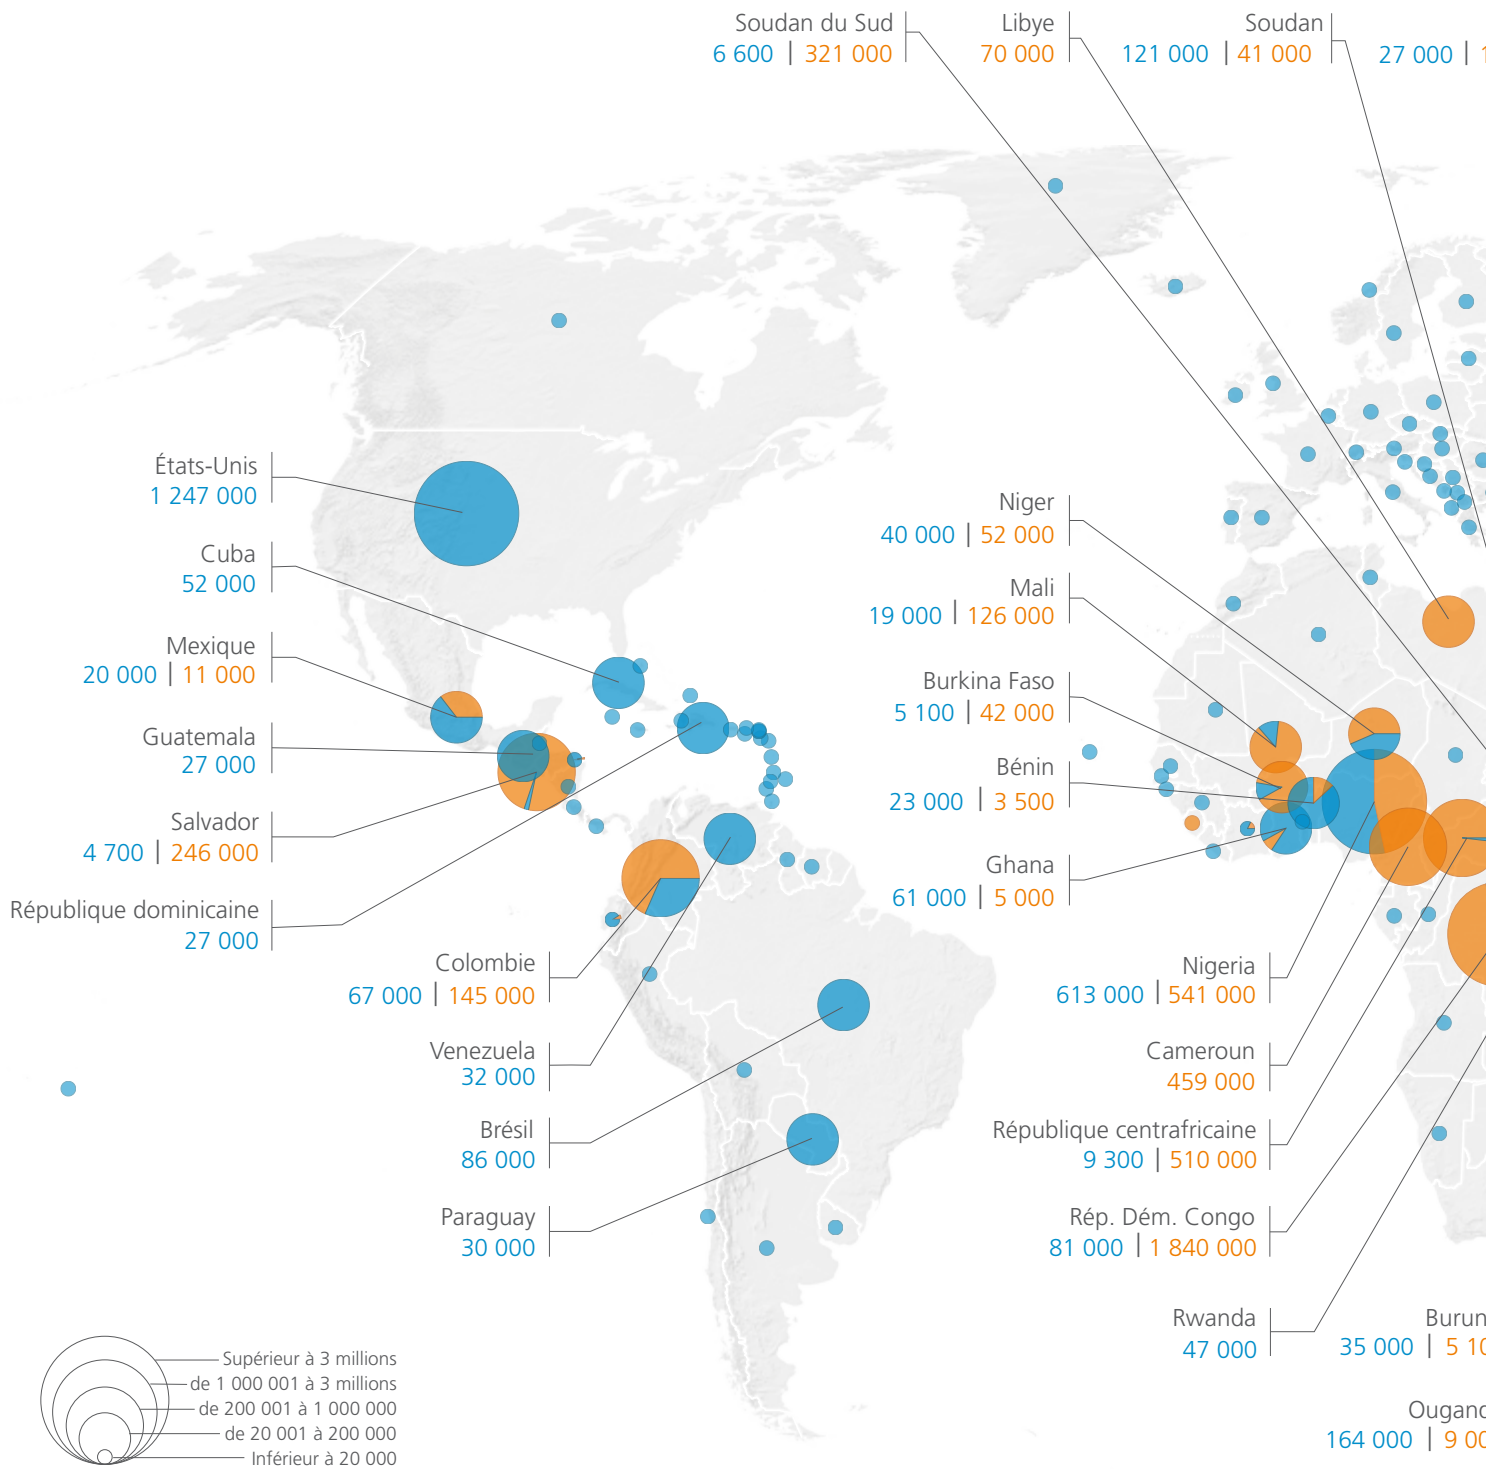 Soudan du Sud
6 600 | 321 000
Libye
70 000
Soudan
121 000 | 41 000
27 000 |
États-Unis
1 247 000
Cuba
52 000
Mexique
20 000 | 11 000
Guatemala
27 000
Salvador
4 700 | 246 000
République dominicaine
27 000
Colombie
67 000 | 145 000
Venezuela
32 000
Brésil
86 000
Paraguay
30 000
Niger
40 000 | 52 000
Mali
19 000 | 126 000
Burkina Faso
5 100 | 42 000
Bénin
23 000 | 3 500
Ghana
61 000 | 5 000
Nigeria
613 000 | 541 000
Cameroun
459 000
République centrafricaine
9 300 | 510 000
Rép. Dém. Congo
81 000 | 1 840 000
Rwanda
47 000
Burun
35 000 | 5 10
Ougand
164 000 | 9 00
Supérieur à 3 millions
de 1 000 001 à 3 millions
de 200 001 à 1 000 000
de 20 001 à 200 000
Inférieur à 20 000